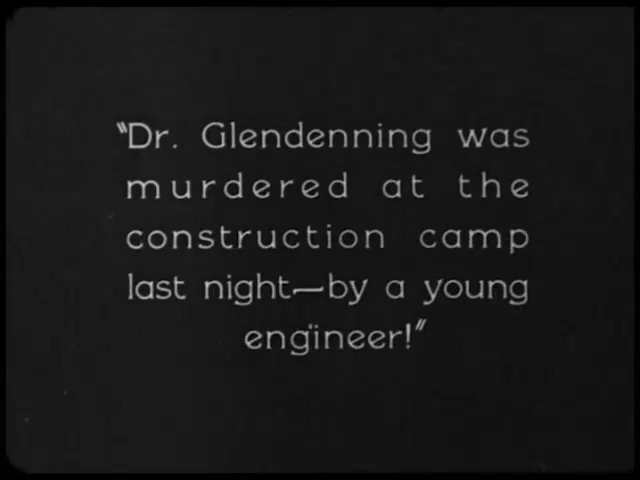 "Dr. Glendenning was
murdered at the
construction camp
last night—by a young
engineer!"